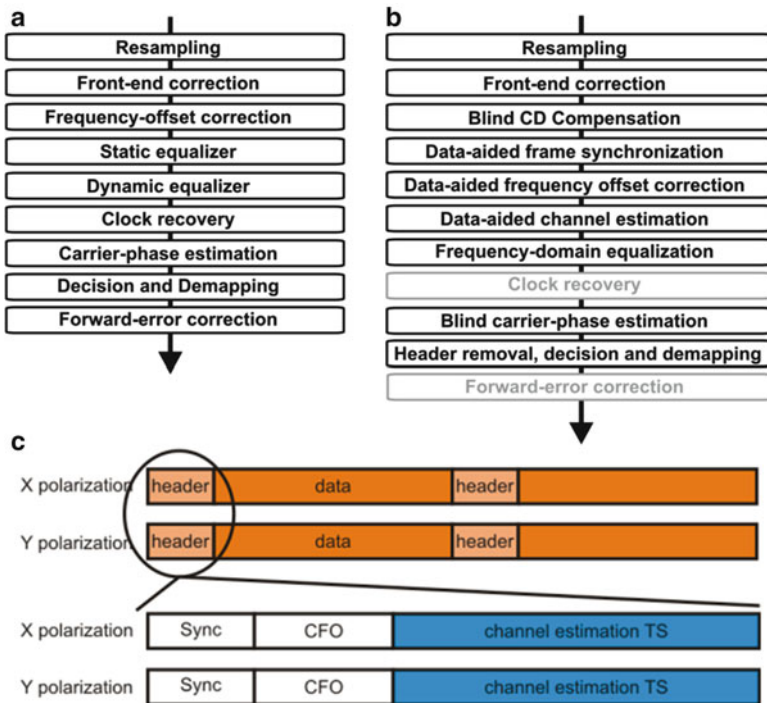 a
Resampling
Front-end correction
Frequency-offset correction
Static equalizer
Dynamic equalizer
Clock recovery
Carrier-phase estimation
Decision and Demapping
Forward-error correction
b
Resampling
Front-end correction
Blind CD Compensation
Data-aided frame synchronization
Data-aided frequency offset correction
Data-aided channel estimation
Frequency-domain equalization
Clock recovery
Blind carrier-phase estimation
Header removal, decision and demapping
Forward-error correction
c
X polarization header data header
Y polarization header data header
X polarization Sync CFO channel estimation TS
Y polarization Sync CFO channel estimation TS